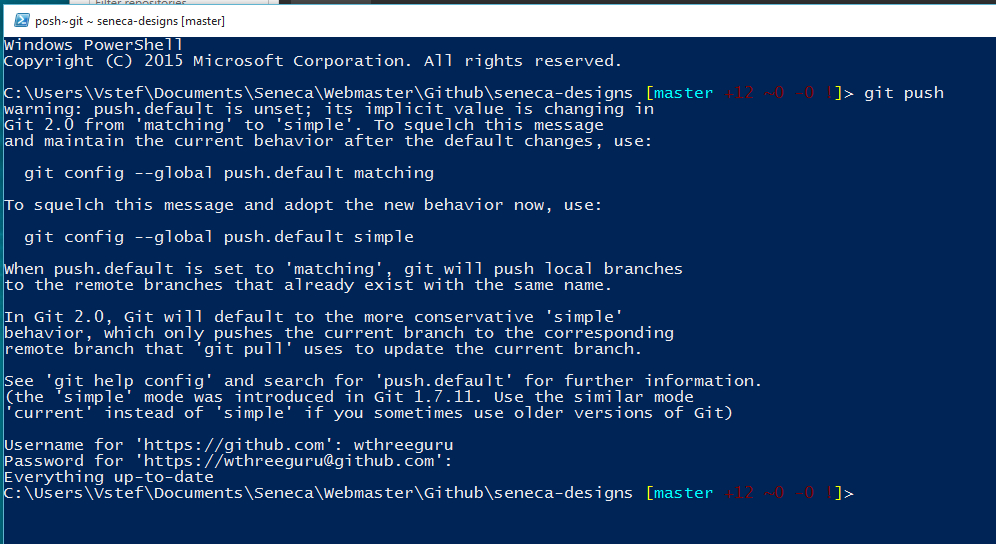 Filter repositories
posh~git ~ seneca-designs [master]
Windows PowerShell
Copyright (C) 2015 Microsoft Corporation. All rights reserved.
C:\Users\Vstef\Documents\Seneca\Webmaster\Github\seneca-designs [master +12 ~0 -0 !]> git push
warning: push.default is unset; its implicit value is changing in
Git 2.0 from 'matching' to 'simple'. To squelch this message
and maintain the current behavior after the default changes, use:
git config --global push.default matching
To squelch this message and adopt the new behavior now, use:
git config --global push.default simple
When push.default is set to 'matching', git will push local branches
to the remote branches that already exist with the same name.
In Git 2.0, Git will default to the more conservative 'simple'
behavior, which only pushes the current branch to the corresponding
remote branch that 'git pull' uses to update the current branch.
See 'git help config' and search for 'push.default' for further information.
(the 'simple' mode was introduced in Git 1.7.11. Use the similar mode
'current' instead of 'simple' if you sometimes use older versions of Git)
Username for 'https://github.com': wthreeguru
Password for 'https://wthreeguru@github.com':
Everything up-to-date
C:\Users\Vstef\Documents\Seneca\Webmaster\Github\seneca-designs [master +12 ~0 -0 !]>